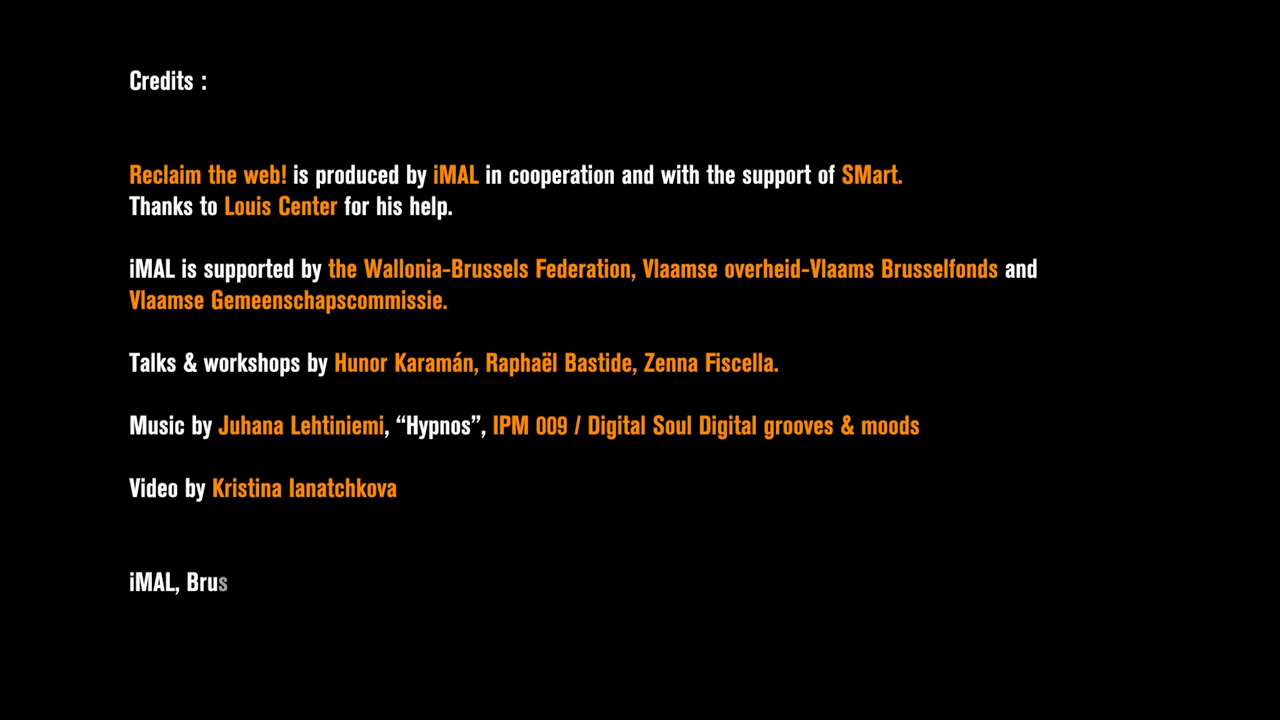 Credits :
Reclaim the web! is produced by iMAL in cooperation and with the support of SMart.
Thanks to Louis Center for his help.
iMAL is supported by the Wallonia-Brussels Federation, Vlaamse overheid-Vlaams Brusselfonds and
Vlaamse Gemeenschapscommissie.
Talks & workshops by Hunor Karamán, Raphaël Bastide, Zenna Fiscella.
Music by Juhana Lehtiniemi, “Hypnos”, IPM 009 / Digital Soul Digital grooves & moods
Video by Kristina Ianatchkova
iMAL, Brus